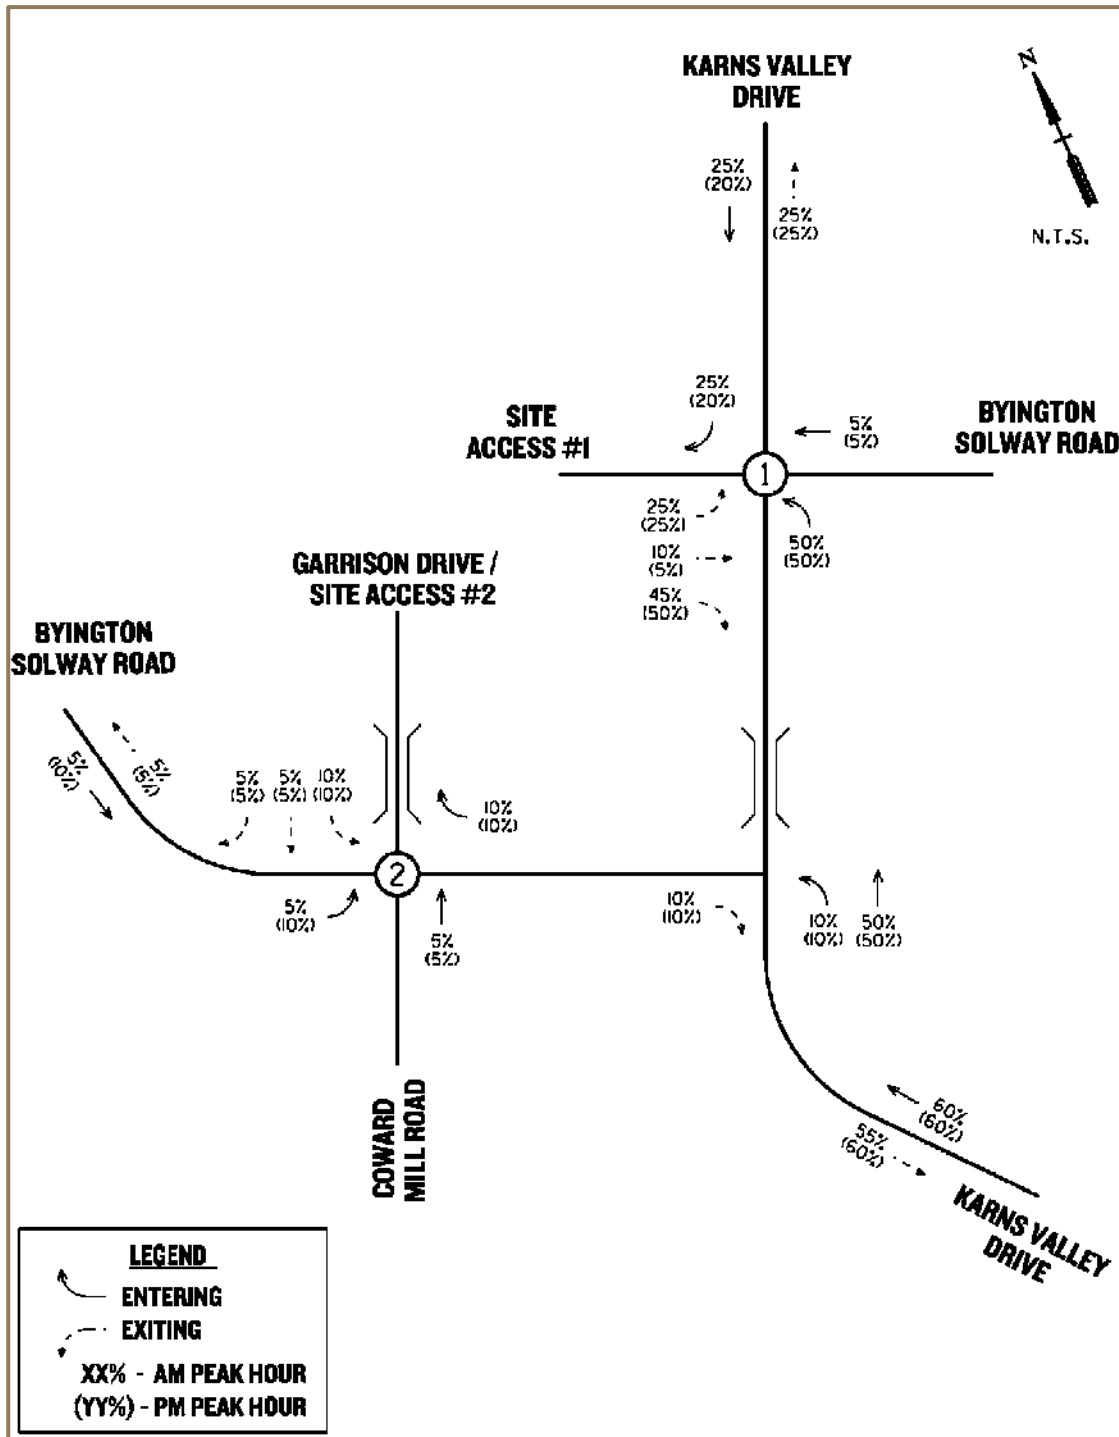 KARNS VALLEY
DRIVE
N
N.T.S.
25%
(20%)
25%
(25%)
25%
(20%)
SITE
ACCESS #1
5%
(5%)
BYINGTON
SOLWAY ROAD
1
25%
(25%)
50%
(50%)
10%
(5%)
45%
(50%)
GARRISON DRIVE /
SITE ACCESS #2
BYINGTON
SOLWAY ROAD
5%
(10%)
5%
(5%)
5%
(5%)
5%
(5%)
10%
(10%)
10%
(10%)
2
5%
(10%)
5%
(5%)
10%
(10%)
10%
(10%)
50%
(50%)
60%
(60%)
55%
(60%)
COWARD
MILL ROAD
KARNS VALLEY
DRIVE
LEGEND
ENTERING
EXITING
XX% - AM PEAK HOUR
(YY%) - PM PEAK HOUR